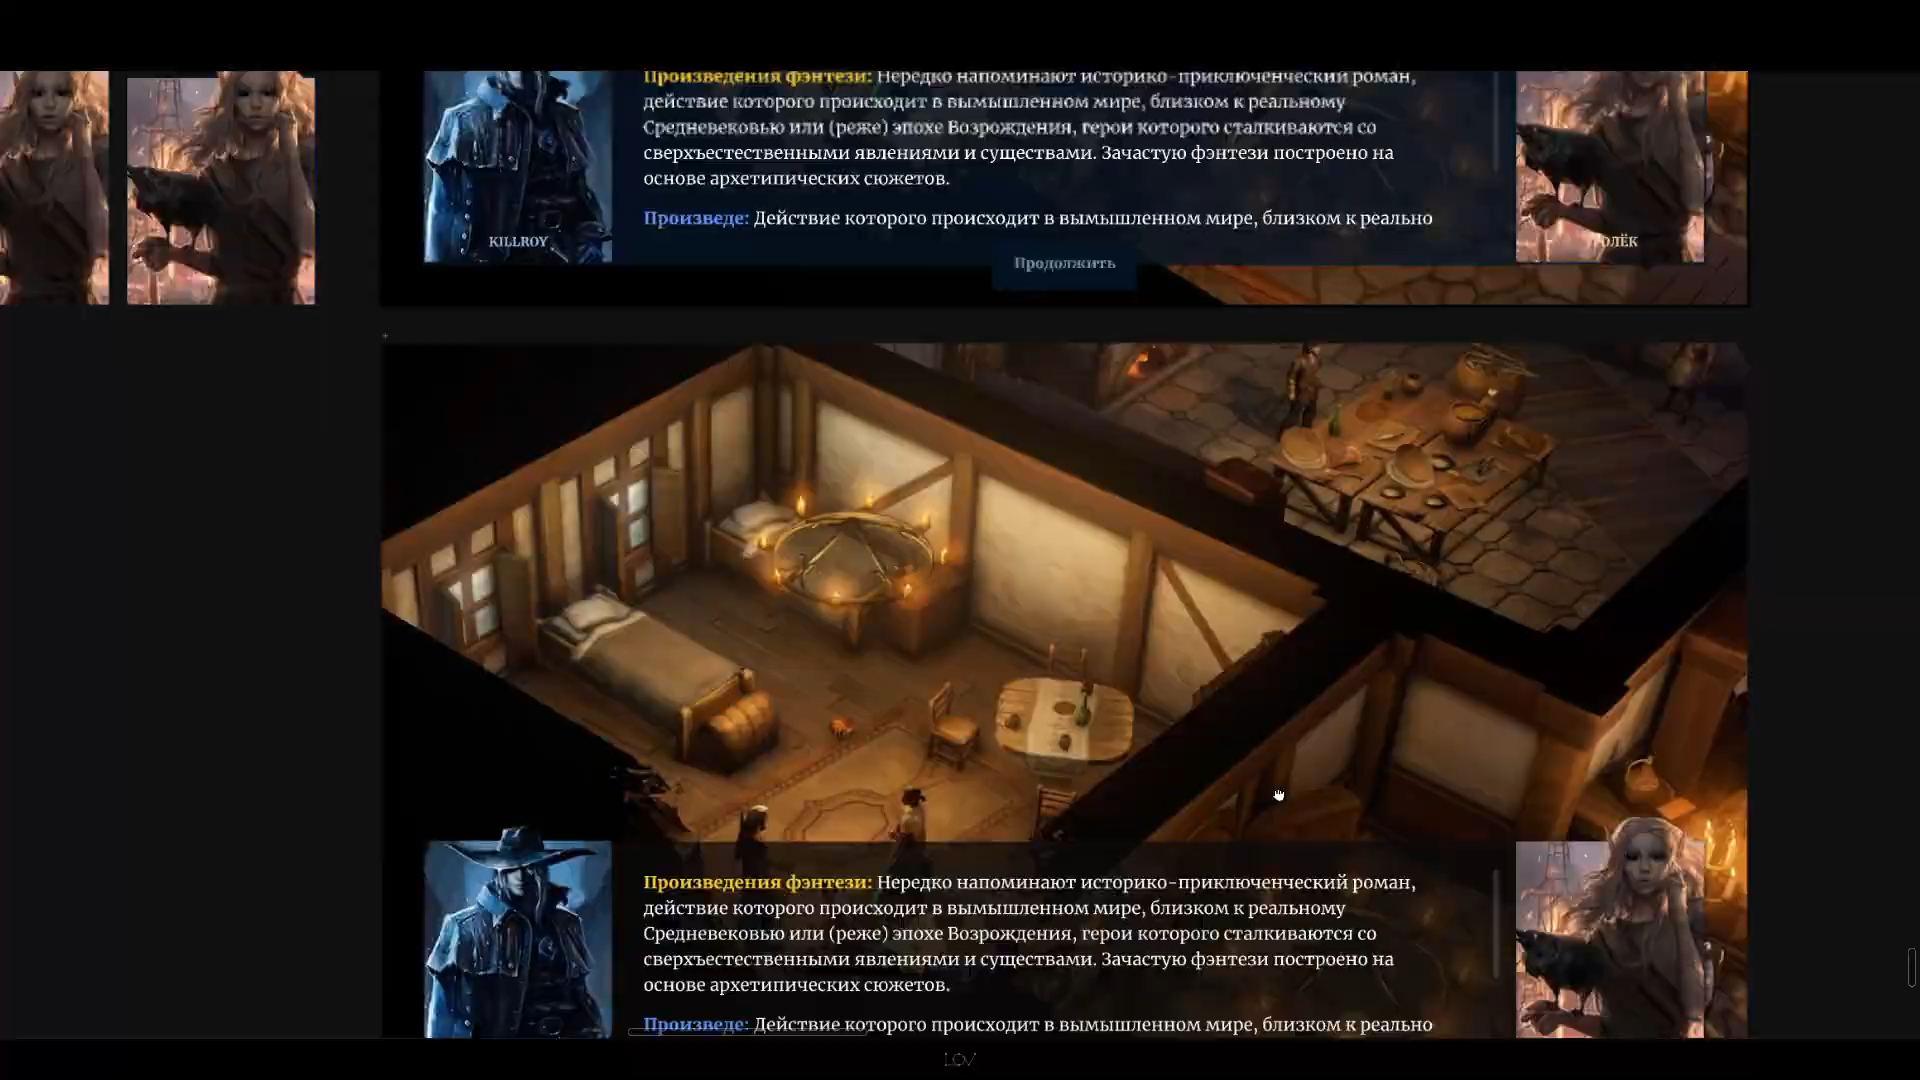 Произведения фэнтези: Нередко напоминают историко-приключенческий роман,
действие которого происходит в вымышленном мире, близком к реальному
Средневековью или (реже) эпохе Возрождения, герои которого сталкиваются со
сверхъестественными явлениями и существами. Зачастую фэнтези построено на
основе архетипических сюжетов.
Произведе: Действие которого происходит в вымышленном мире, близком к реально
KILLROY
ОЛЁК
Продолжить
Произведения фэнтези: Нередко напоминают историко-приключенческий роман,
действие которого происходит в вымышленном мире, близком к реальному
Средневековью или (реже) эпохе Возрождения, герои которого сталкиваются со
сверхъестественными явлениями и существами. Зачастую фэнтези построено на
основе архетипических сюжетов.
Произведе: Действие которого происходит в вымышленном мире, близком к реально
LOV